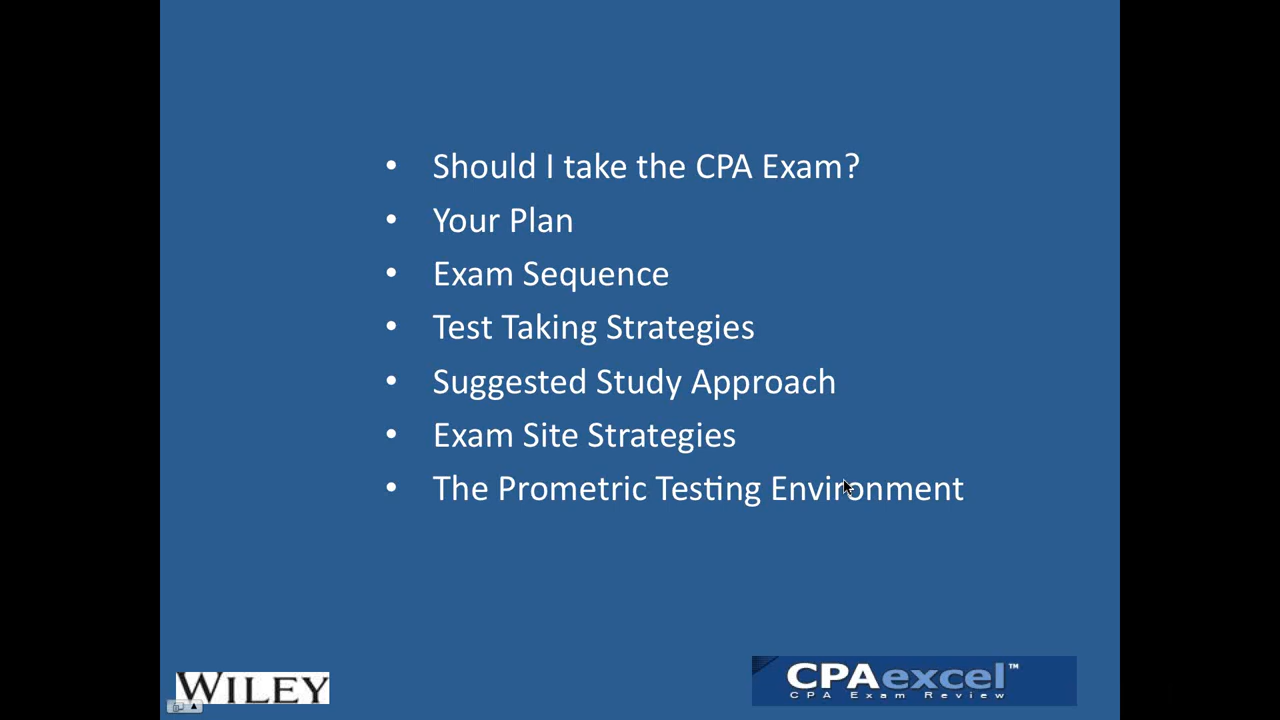 • Should I take the CPA Exam?
• Your Plan
• Exam Sequence
• Test Taking Strategies
• Suggested Study Approach
• Exam Site Strategies
• The Prometric Testing Environment
WILEY
CPAexcel™
CPA Exam Review